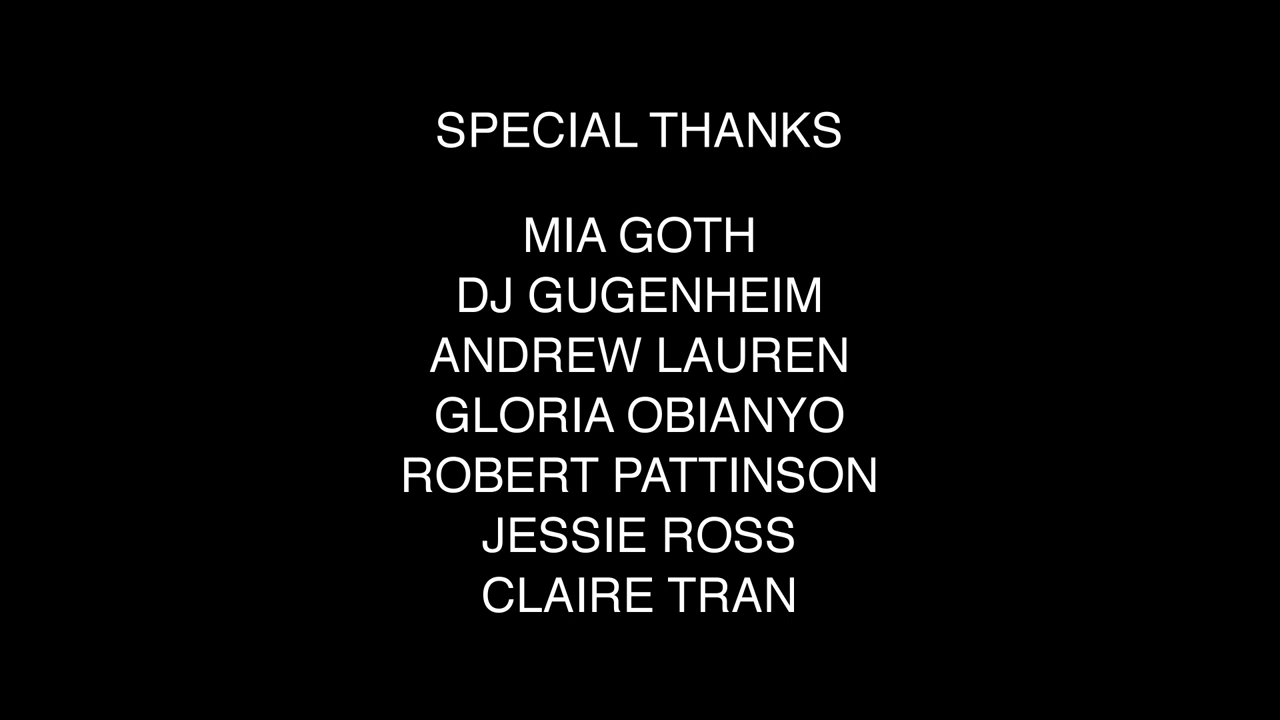 SPECIAL THANKS
MIA GOTH
DJ GUGENHEIM
ANDREW LAUREN
GLORIA OBIANYO
ROBERT PATTINSON
JESSIE ROSS
CLAIRE TRAN